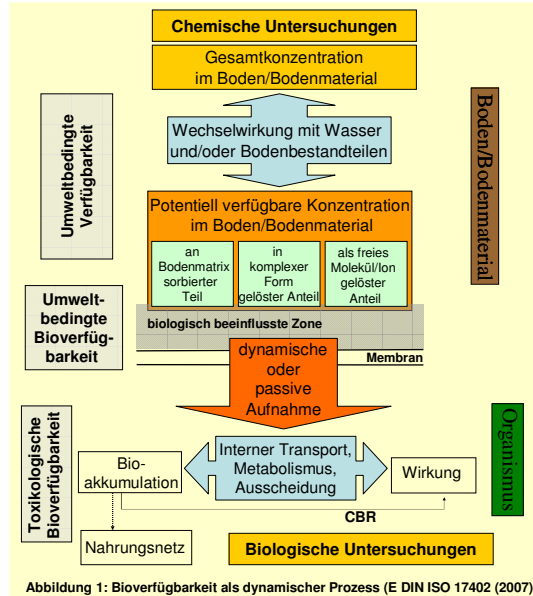 Chemische Untersuchungen
Gesamtkonzentration
im Boden/Bodenmaterial
Wechselwirkung mit Wasser
und/oder Bodenbestandteilen
Umweltbedingte
Verfügbarkeit
Boden/Bodenmaterial
Potentiell verfügbare Konzentration
im Boden/Bodenmaterial
an
Bodenmatrix
sorbierter
Teil
in
komplexer
Form
gelöster Anteil
als freies
Molekül/Ion
gelöster
Anteil
Umwelt-
bedingte
Bioverfüg-
barkeit
biologisch beeinflusste Zone
Membran
dynamische
oder
passive
Aufnahme
Toxikologische
Bioverfügbarkeit
Organismus
Bio-
akkumulation
Interner Transport,
Metabolismus,
Ausscheidung
Wirkung
CBR
Nahrungsnetz
Biologische Untersuchungen
Abbildung 1: Bioverfügbarkeit als dynamischer Prozess (E DIN ISO 17402 (2007)